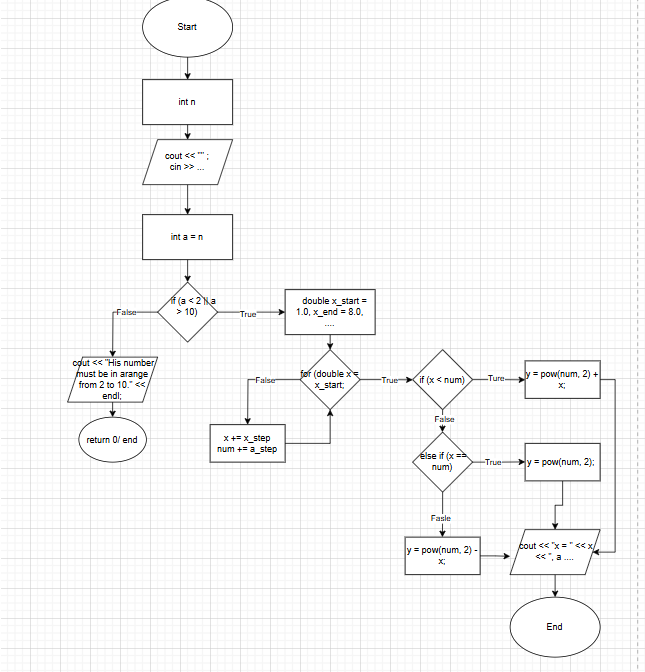 Start
int n
cout << "" ;
cin >> ...
int a = n
if (a < 2 || a
> 10)
False
True
double x_start =
1.0, x_end = 8.0,
....
cout << "His number
must be in arange
from 2 to 10." <<
endl;
return 0/ end
for (double x =
x_start;
False
True
x += x_step
num += a_step
if (x < num)
Ture
y = pow(num, 2) +
x;
False
else if (x ==
num)
True
y = pow(num, 2);
Fasle
y = pow(num, 2) -
x;
cout << "x = " << x
<< ", a ....
End